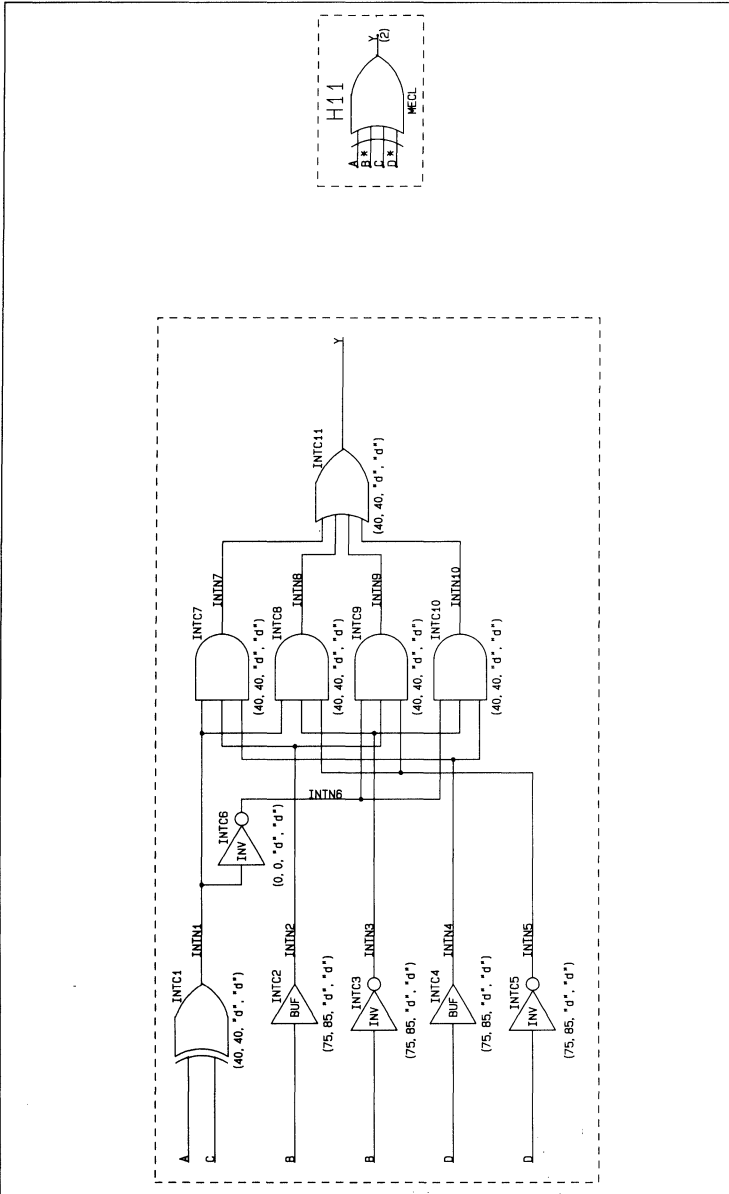 H11
A
B*
C
D*
Y
(2)
MECL
A
C
B
B
D
D
INTC1
(40, 40, "d", "d")
INTC2
BUF
(75, 85, "d", "d")
INTC3
INV
(75, 85, "d", "d")
INTC4
BUF
(75, 85, "d", "d")
INTC5
INV
(75, 85, "d", "d")
INTN1
INTN2
INTN3
INTN4
INTN5
INTC6
INV
(0, 0, "d", "d")
INTN6
INTC7
(40, 40, "d", "d")
INTC8
(40, 40, "d", "d")
INTC9
(40, 40, "d", "d")
INTC10
(40, 40, "d", "d")
INTN7
INTN8
INTN9
INTN10
INTC11
(40, 40, "d", "d")
Y